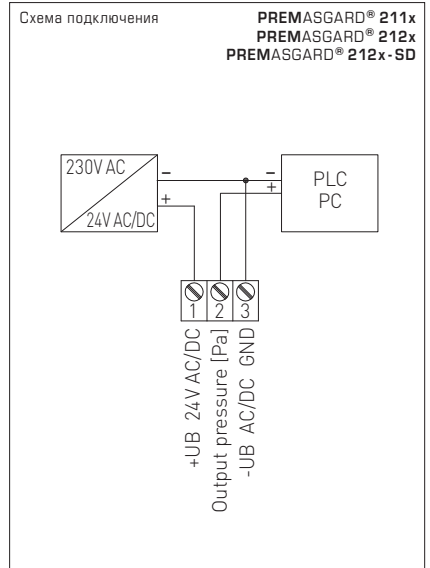 Схема подключения
PREMASGARD® 211x
PREMASGARD® 212x
PREMASGARD® 212x-SD
230V AC
24V AC/DC
–
+
–
+
PLC
PC
1
2
3
+UB 24V AC/DC
Output pressure [Pa]
-UB AC/DC GND